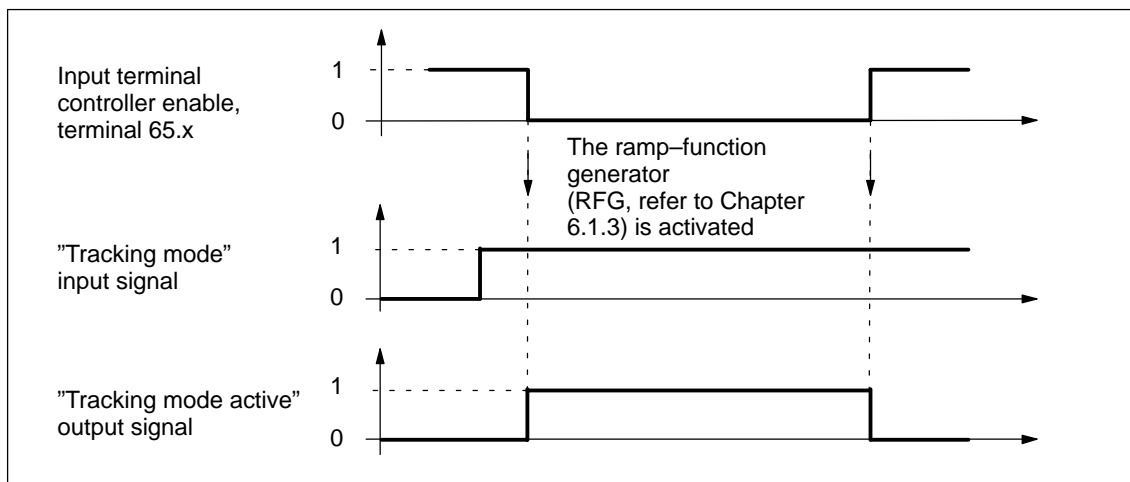 Input terminal
controller enable,
terminal 65.x
1
0
The ramp–function
generator
(RFG, refer to Chapter
6.1.3) is activated
”Tracking mode”
input signal
1
0
”Tracking mode active”
output signal
1
0